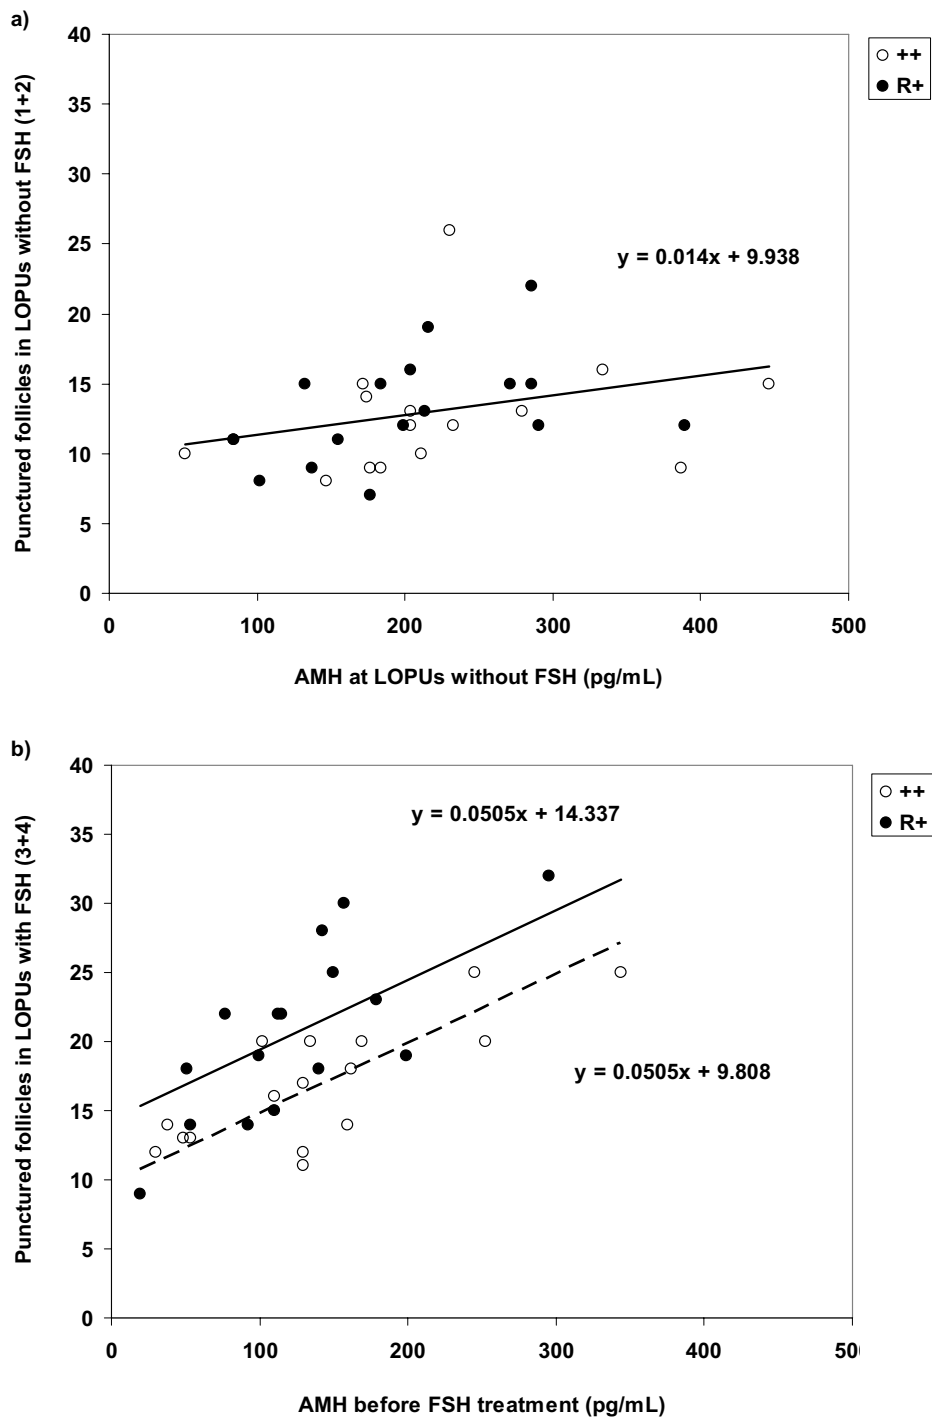 a)
40
35
30
25
20
15
10
5
0
Punctured follicles in LOPUs without FSH (1+2)
++
R+
y = 0.014x + 9.938
0 100 200 300 400 500
AMH at LOPUs without FSH (pg/mL)
b)
40
35
30
25
20
15
10
5
0
Punctured follicles in LOPUs with FSH (3+4)
++
R+
y = 0.0505x + 14.337
y = 0.0505x + 9.808
0 100 200 300 400 50
AMH before FSH treatment (pg/mL)